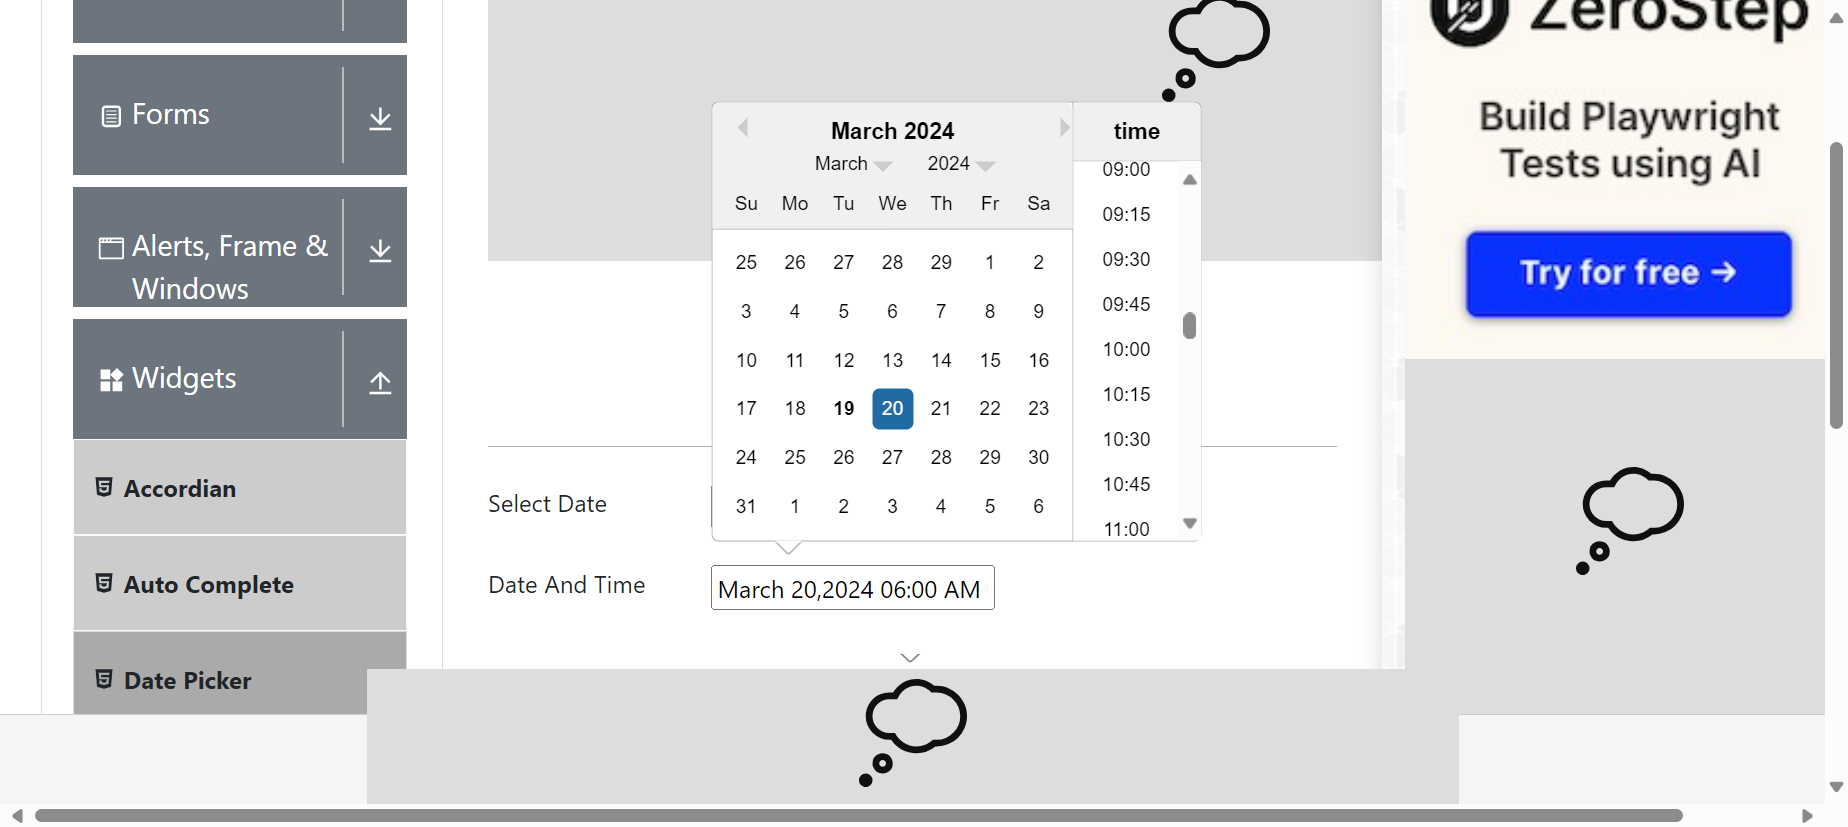 Forms
Alerts, Frame &
Windows
Widgets
Accordian
Auto Complete
Date Picker
March 2024
March 2024
Su Mo Tu We Th Fr Sa
25 26 27 28 29 1 2
3 4 5 6 7 8 9
10 11 12 13 14 15 16
17 18 19 20 21 22 23
24 25 26 27 28 29 30
31 1 2 3 4 5 6
time
09:00
09:15
09:30
09:45
10:00
10:15
10:30
10:45
11:00
Select Date
Date And Time
March 20,2024 06:00 AM
ZeroStep
Build Playwright
Tests using AI
Try for free →